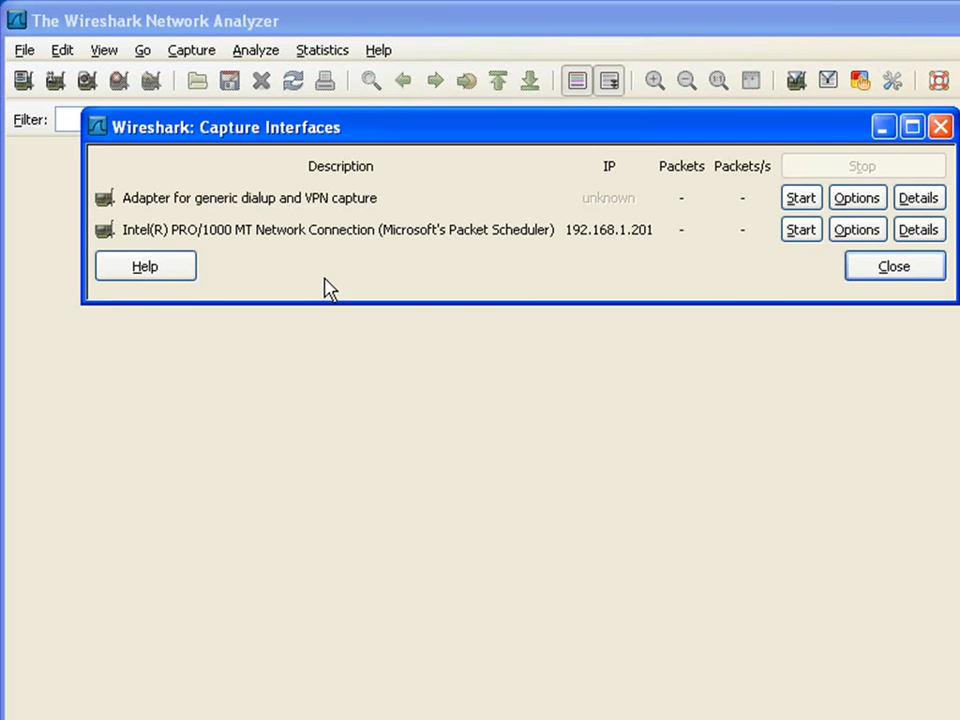 The Wireshark Network Analyzer
File Edit View Go Capture Analyze Statistics Help
Filter:
Wireshark: Capture Interfaces
Description IP Packets Packets/s Stop
Adapter for generic dialup and VPN capture unknown - - Start Options Details
Intel(R) PRO/1000 MT Network Connection (Microsoft's Packet Scheduler) 192.168.1.201 - - Start Options Details
Help Close